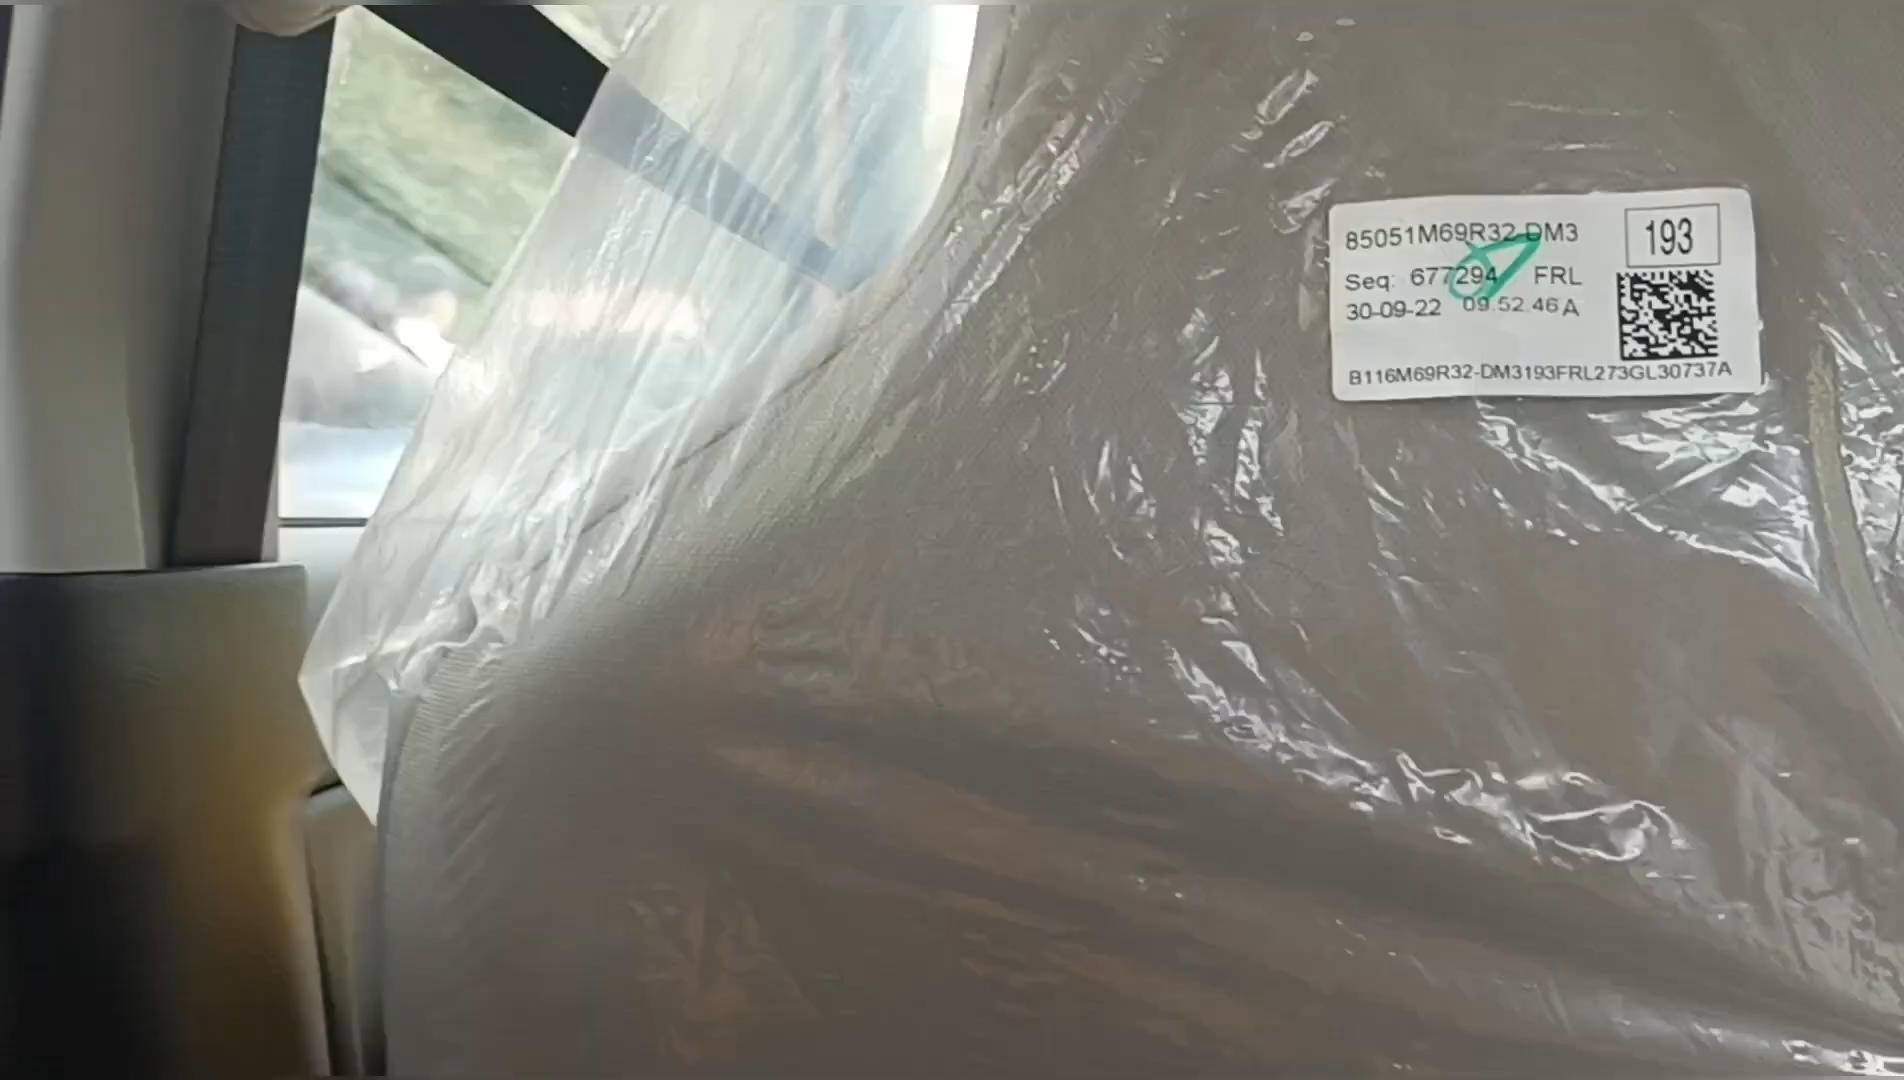 85051M69R32-DM3
193
Seq: 677294 FRL
30-09-22 09.52.46 A
B116M69R32-DM3193FRL273GL30737A